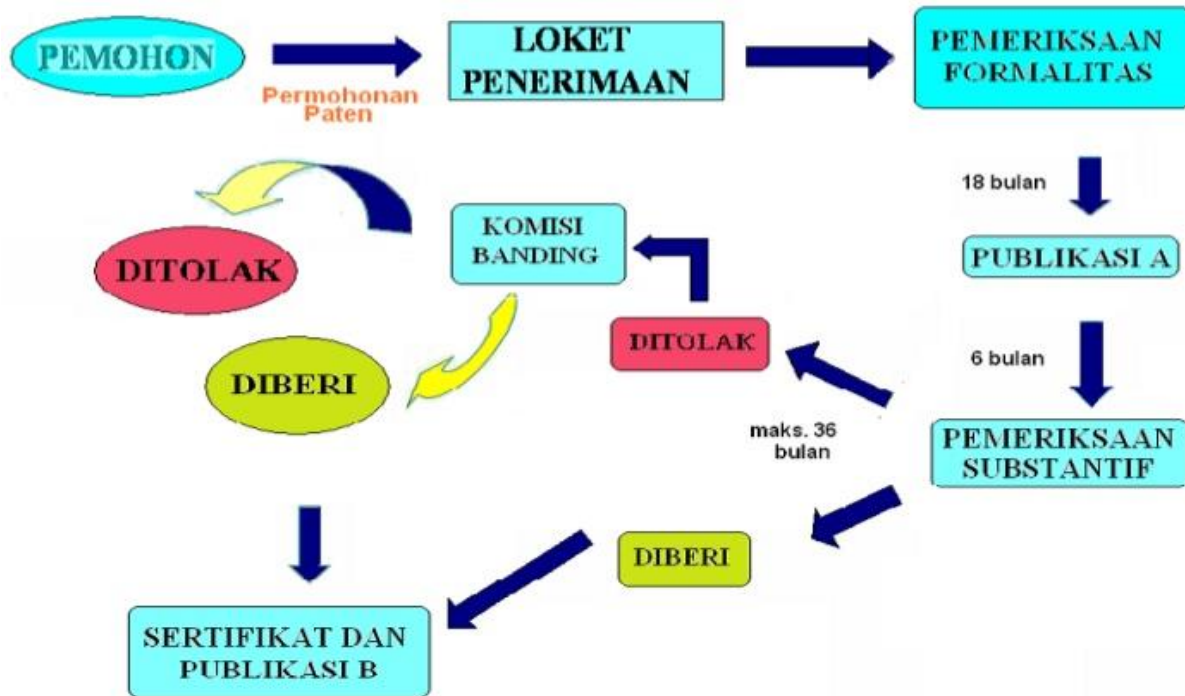 PEMOHON
Permohonan
Paten
LOKET
PENERIMAAN
PEMERIKSAAN
FORMALITAS
18 bulan
PUBLIKASI A
6 bulan
PEMERIKSAAN
SUBSTANTIF
maks. 36
bulan
DITOLAK
KOMISI
BANDING
DITOLAK
DIBERI
DIBERI
SERTIFIKAT DAN
PUBLIKASI B